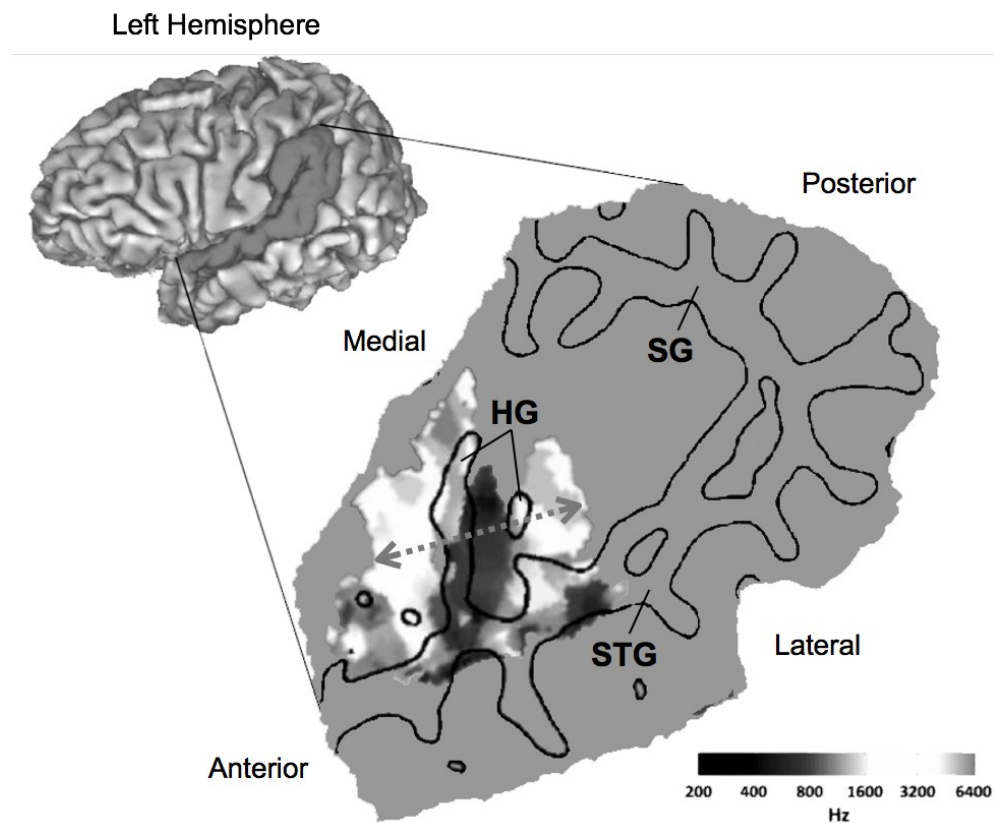 Left Hemisphere
Posterior
Medial
SG
HG
STG
Lateral
Anterior
200 400 800 1600 3200 6400
Hz